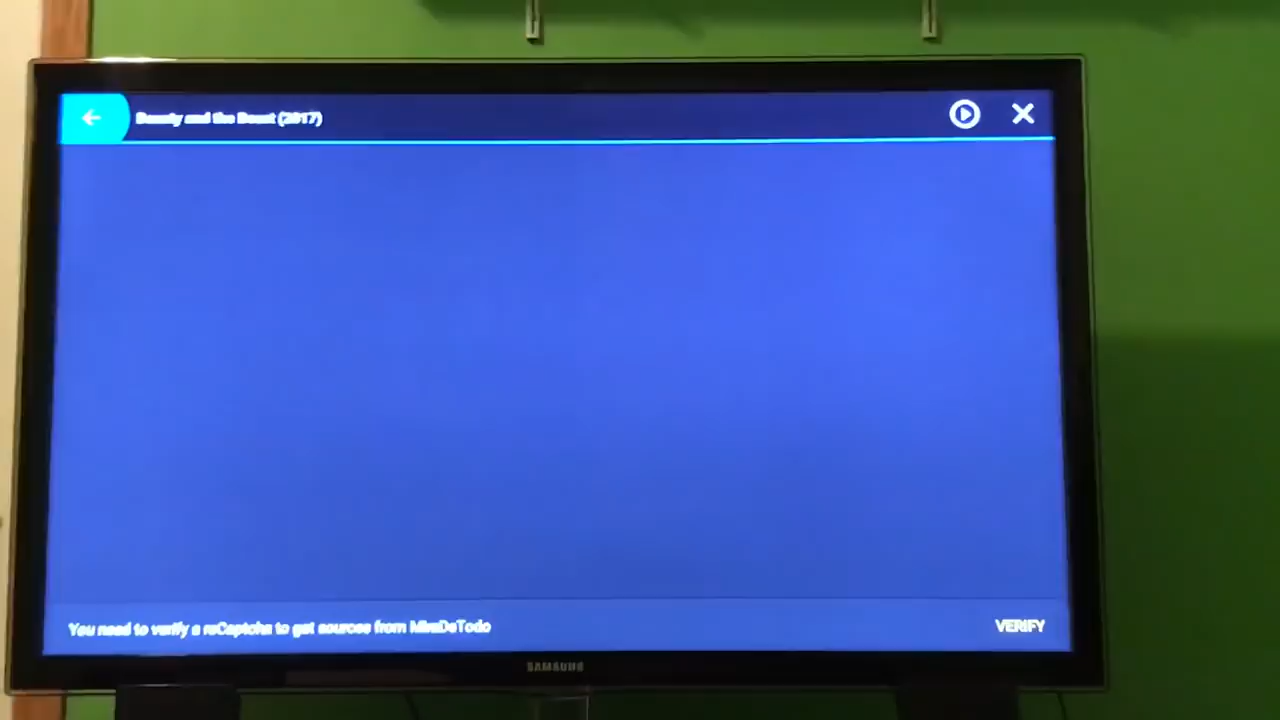 Beauty and the Beast (2017)
You need to verify a reCaptcha to get sources from MiraDeTodo
VERIFY
SAMSUNG